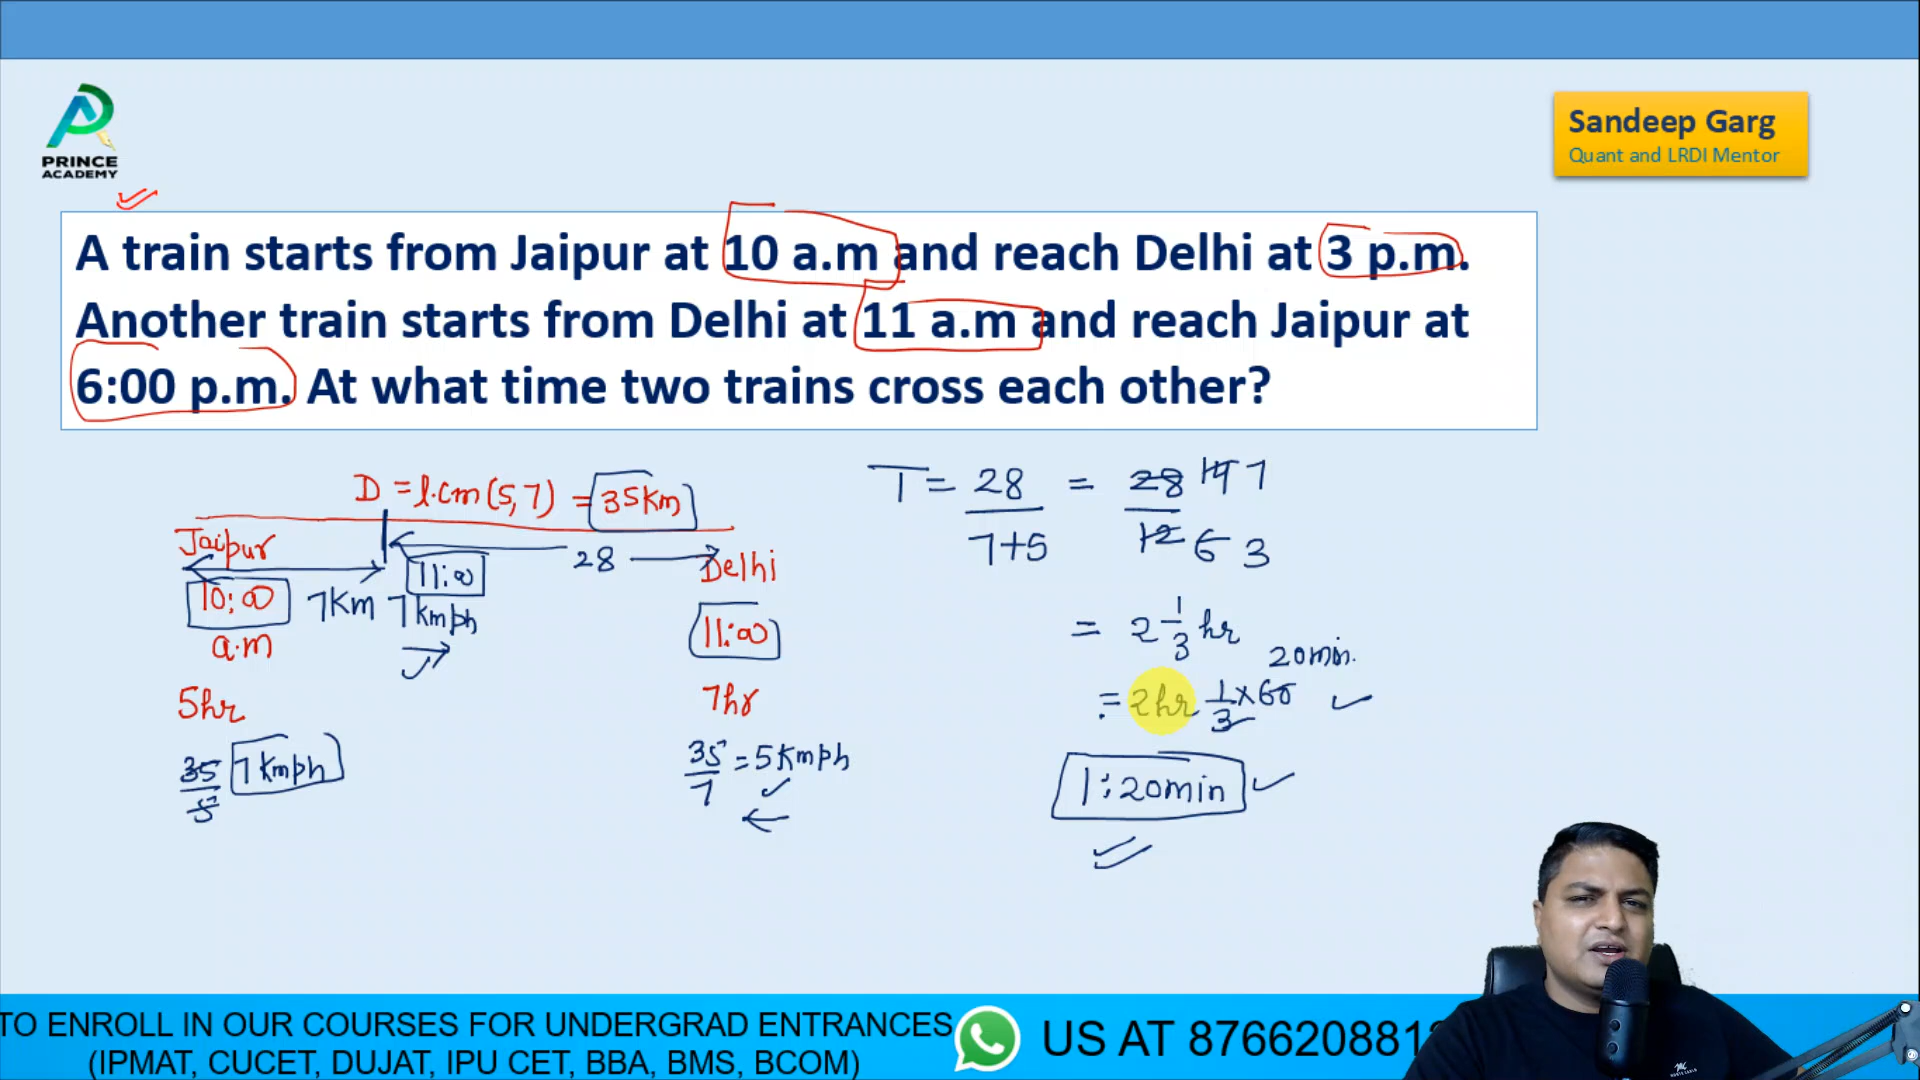 PRINCE
ACADEMY
Sandeep Garg
Quant and LRDI Mentor
A train starts from Jaipur at 10 a.m and reach Delhi at 3 p.m.
Another train starts from Delhi at 11 a.m and reach Jaipur at
6:00 p.m. At what time two trains cross each other?
D = l.cm(5,7) = 35Km
Jaipur
28
Delhi
11:00
10:00
7Km
7kmph
a.m
11:00
5hr
7hr
35/5 7kmph
35/7 = 5Kmph
T = 28/(7+5) = 28/12 14 7 6 3
= 2 1/3 hr
20min.
= 2hr 1/3 x 60
1:20min
TO ENROLL IN OUR COURSES FOR UNDERGRAD ENTRANCES
(IPMAT, CUCET, DUJAT, IPU CET, BBA, BMS, BCOM)
US AT 876620881